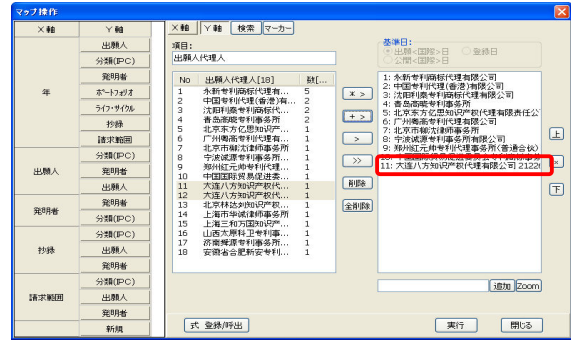 マップ操作
X軸 Y軸
年 出願人
分類(IPC)
発明者
ポートフォリオ
ライフ・サイクル
抄録
請求範囲
出願人 分類(IPC)
発明者
発明者 出願人
分類(IPC)
抄録 出願人
発明者
請求範囲 分類(IPC)
出願人
発明者
新規
X軸 Y軸 検索 マーカー
項目:
出願人代理人
基準日:
出願<国際>日 登録日
公開<国際>日
No 出願人代理人[18] 数[...
1 永新专利商标代理有... 5
2 中国专利代理(香港)有... 2
3 沈阳利泰专利商标代... 2
4 青岛高晓专利事务所 2
5 北京东方亿思知识产... 1
6 广州粤高专利代理有... 1
7 北京市柳沈律师事务所 1
8 宁波诚源专利事务所... 1
9 郑州红元帅专利代理... 1
10 中国国际贸易促进委... 1
11 大连八方知识产权代... 1
12 大连八方知识产权代... 1
13 北京林达刘知识产权... 1
14 上海市华诚律师事务所 1
15 上海三和万国知识产... 1
16 山西太原科卫专利事... 1
17 济南舜源专利事务所... 1
18 安徽省合肥新安专利... 1
* >
+ >
>
>>
削除
全削除
1: 永新专利商标代理有限公司
2: 中国专利代理(香港)有限公司
3: 沈阳利泰专利商标代理有限公司
4: 青岛高晓专利事务所
5: 北京东方亿思知识产权代理有限责任公
6: 广州粤高专利代理有限公司
7: 北京市柳沈律师事务所
8: 宁波诚源专利事务所有限公司
9: 郑州红元帅专利代理事务所(普通合伙)
11: 大连八方知识产权代理有限公司 2122
上
×
下
追加 Zoom
式 登録/呼出 実行 閉じる